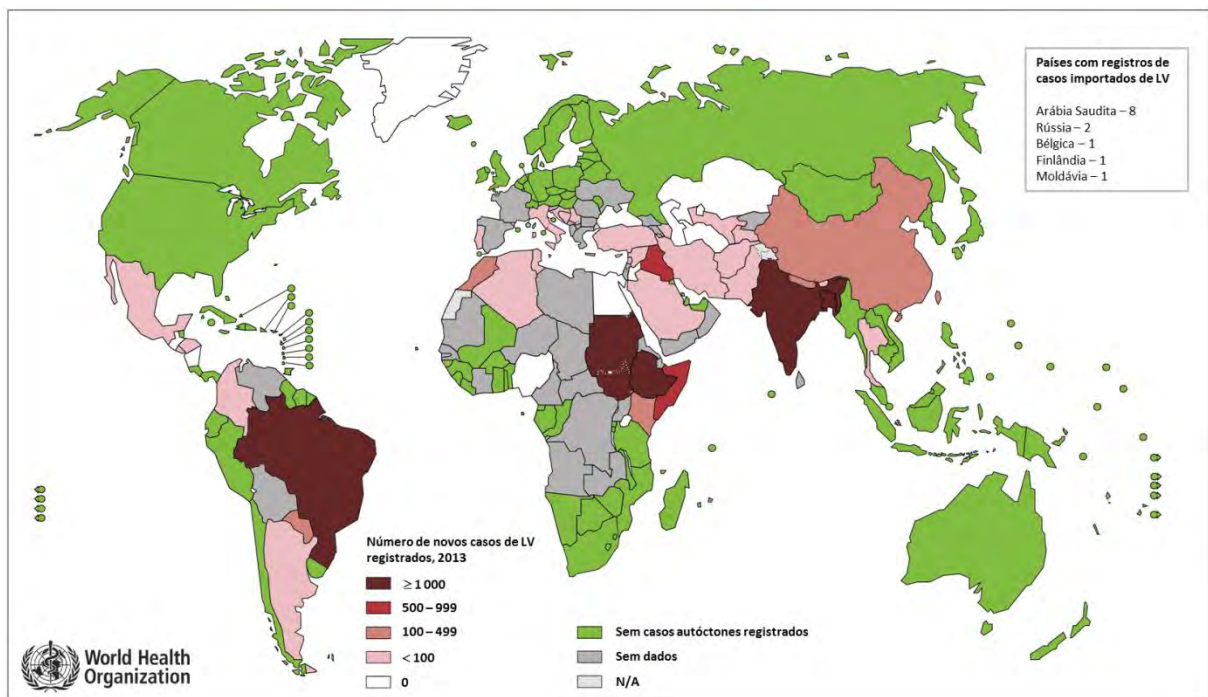 Países com registros de
casos importados de LV
Arábia Saudita – 8
Rússia – 2
Bélgica – 1
Finlândia – 1
Moldávia – 1
Número de novos casos de LV
registrados, 2013
≥ 1 000
500 – 999
100 – 499
< 100
0
Sem casos autóctones registrados
Sem dados
N/A
World Health
Organization